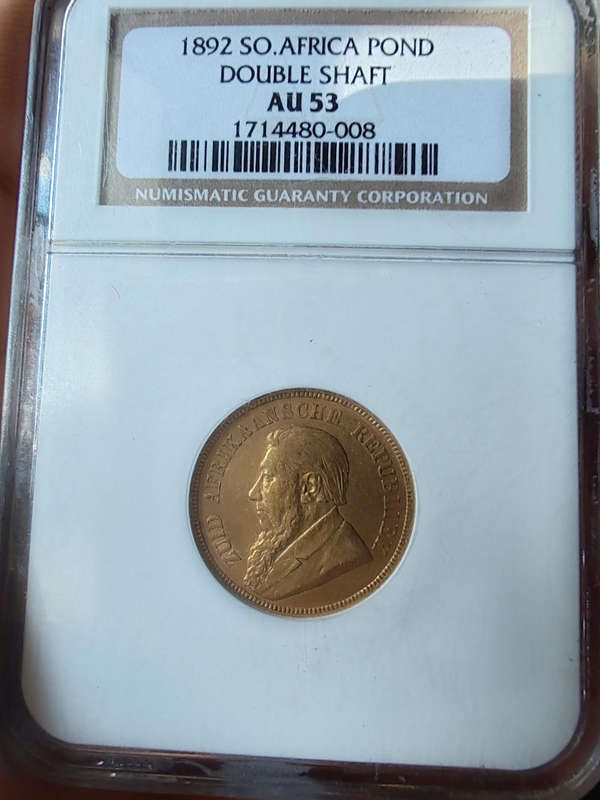 1892 SO.AFRICA POND
DOUBLE SHAFT
AU 53
1714480-008
NUMISMATIC GUARANTY CORPORATION
ZUID AFRIKAANSCHE REPUBLIEK